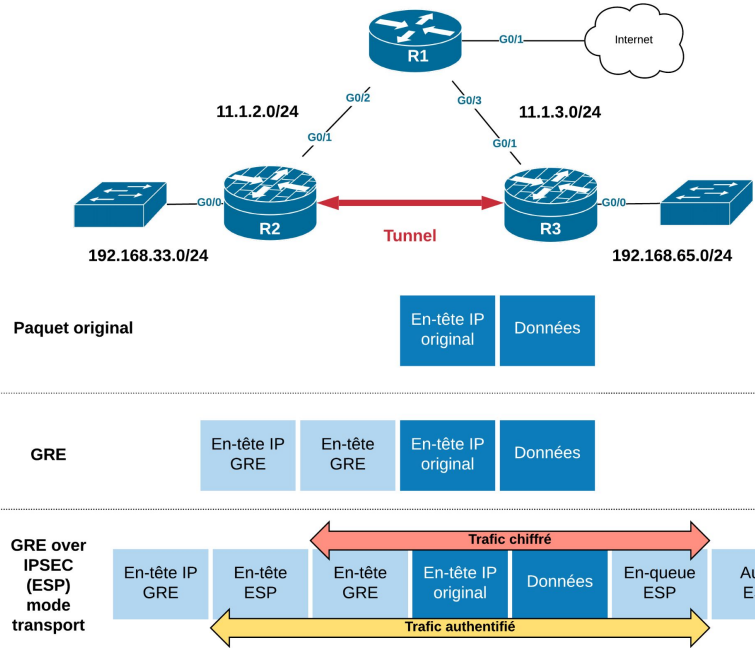 R1
G0/1
Internet
G0/2
G0/3
11.1.2.0/24
11.1.3.0/24
G0/1
G0/1
G0/0
R2
Tunnel
R3
G0/0
192.168.33.0/24
192.168.65.0/24
Paquet original
En-tête IP
original
Données
GRE
En-tête IP
GRE
En-tête
GRE
En-tête IP
original
Données
GRE over
IPSEC
(ESP)
mode
transport
Trafic chiffré
En-tête IP
GRE
En-tête
ESP
En-tête
GRE
En-tête IP
original
Données
En-queue
ESP
Trafic authentifié